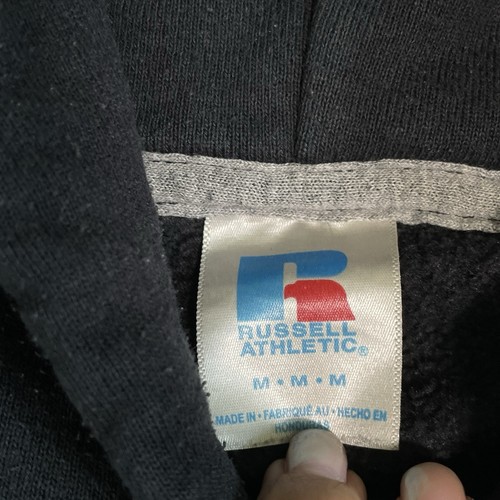 RUSSELL
ATHLETIC®
M • M • M
MADE IN • FABRIQUÉ AU • HECHO EN
HONDURAS